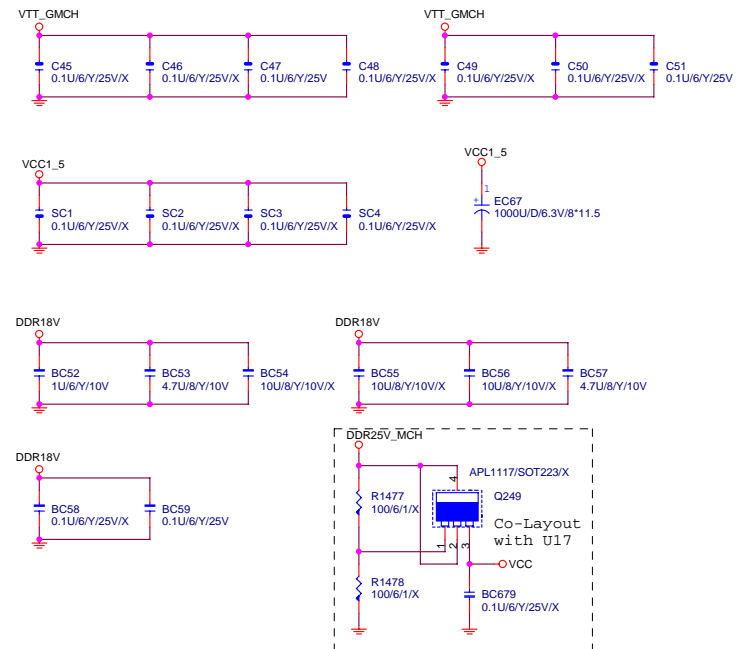 VTT_GMCH
VTT_GMCH
C45
0.1U/6/Y/25V/X
C46
0.1U/6/Y/25V/X
C47
0.1U/6/Y/25V
C48
0.1U/6/Y/25V/X
C49
0.1U/6/Y/25V/X
C50
0.1U/6/Y/25V/X
C51
0.1U/6/Y/25V
VCC1_5
VCC1_5
SC1
0.1U/6/Y/25V/X
SC2
0.1U/6/Y/25V/X
SC3
0.1U/6/Y/25V/X
SC4
0.1U/6/Y/25V/X
1
+
EC67
1000U/D/6.3V/8*11.5
DDR18V
DDR18V
BC52
1U/6/Y/10V
BC53
4.7U/8/Y/10V
BC54
10U/8/Y/10V/X
BC55
10U/8/Y/10V/X
BC56
10U/8/Y/10V/X
BC57
4.7U/8/Y/10V
DDR18V
BC58
0.1U/6/Y/25V/X
BC59
0.1U/6/Y/25V
DDR25V_MCH
APL1117/SOT223/X
4
Q249
R1477
100/6/1/X
Co-Layout
with U17
1
2
3
VCC
R1478
100/6/1/X
BC679
0.1U/6/Y/25V/X